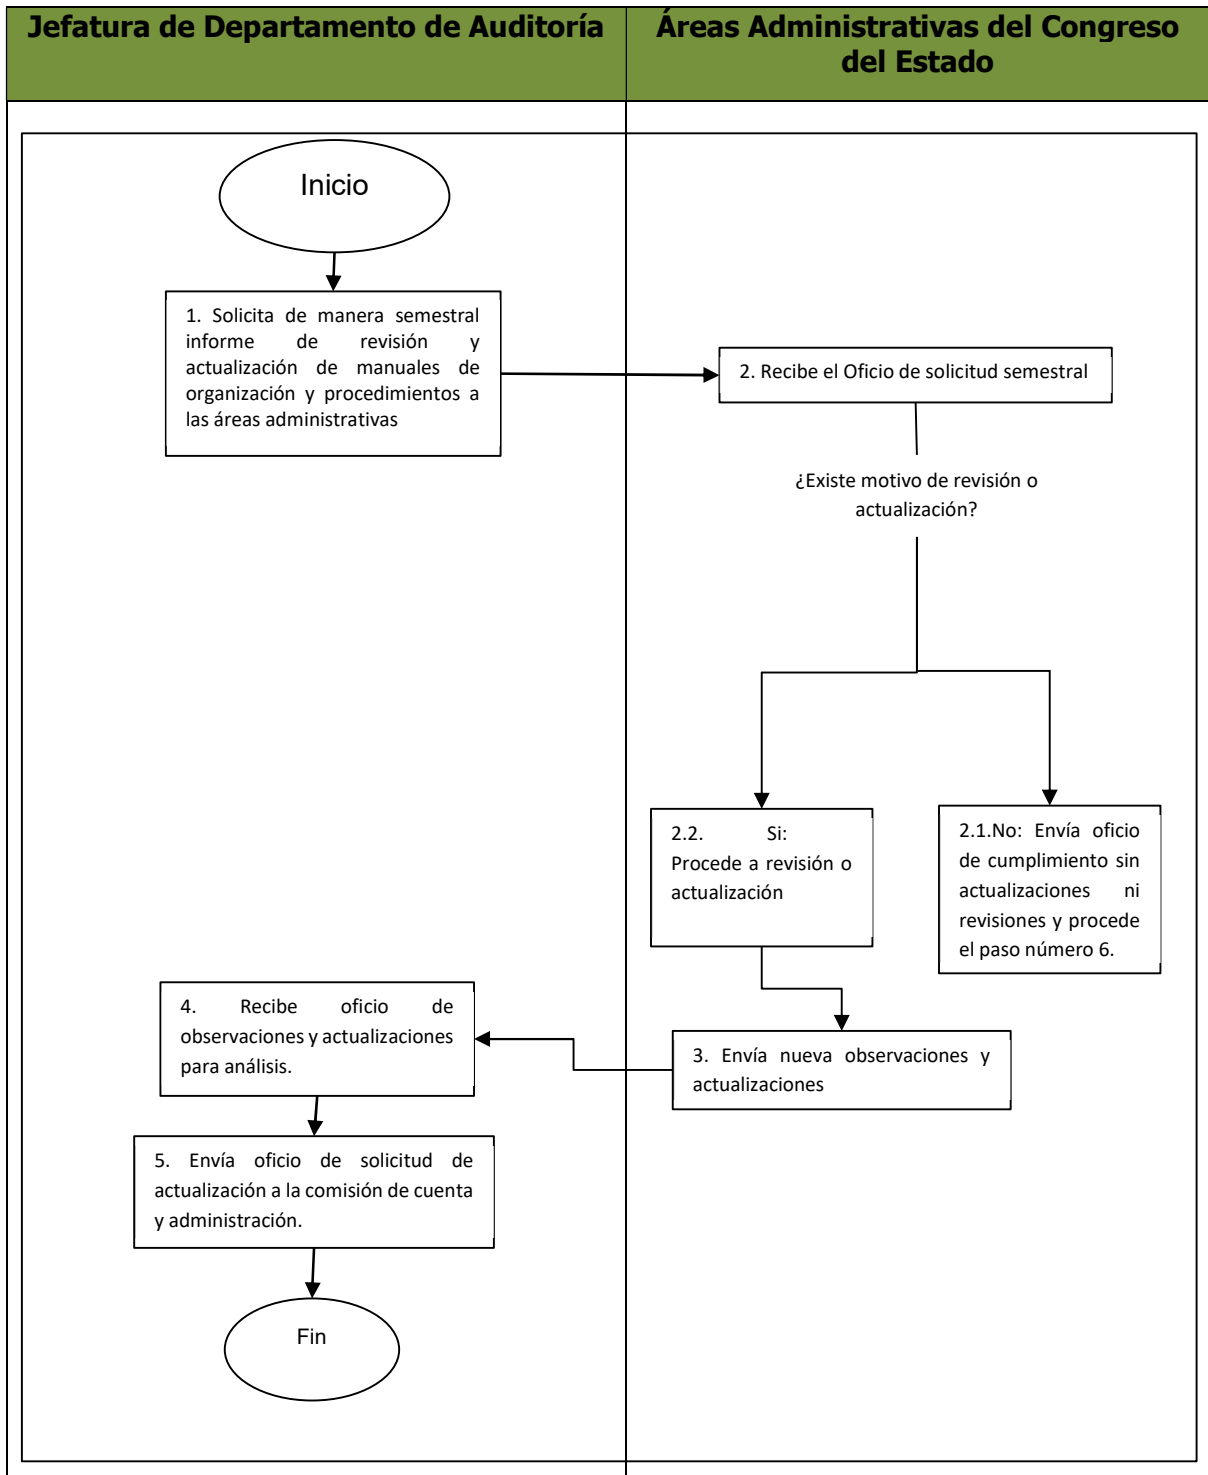 Jefatura de Departamento de Auditoría
Áreas Administrativas del Congreso
del Estado
Inicio
1. Solicita de manera semestral
informe de revisión y
actualización de manuales de
organización y procedimientos a
las áreas administrativas
2. Recibe el Oficio de solicitud semestral
¿Existe motivo de revisión o
actualización?
2.2. Si:
Procede a revisión o
actualización
2.1.No: Envía oficio
de cumplimiento sin
actualizaciones ni
revisiones y procede
el paso número 6.
3. Envía nueva observaciones y
actualizaciones
4. Recibe oficio de
observaciones y actualizaciones
para análisis.
5. Envía oficio de solicitud de
actualización a la comisión de cuenta
y administración.
Fin